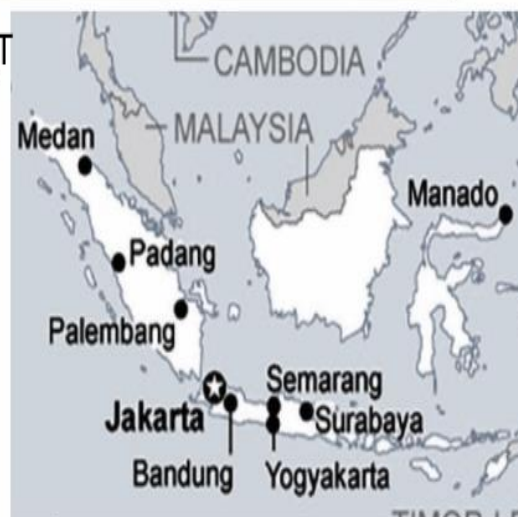 T
CAMBODIA
MALAYSIA
Medan
Manado
Padang
Palembang
Semarang
Jakarta
Surabaya
Bandung
Yogyakarta